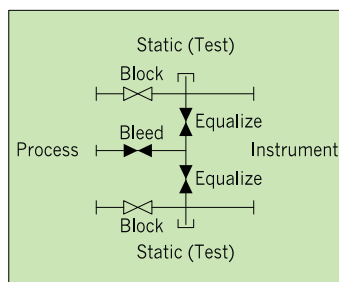 Static (Test)
Block
Equalize
Bleed
Process
Instrument
Equalize
Block
Static (Test)